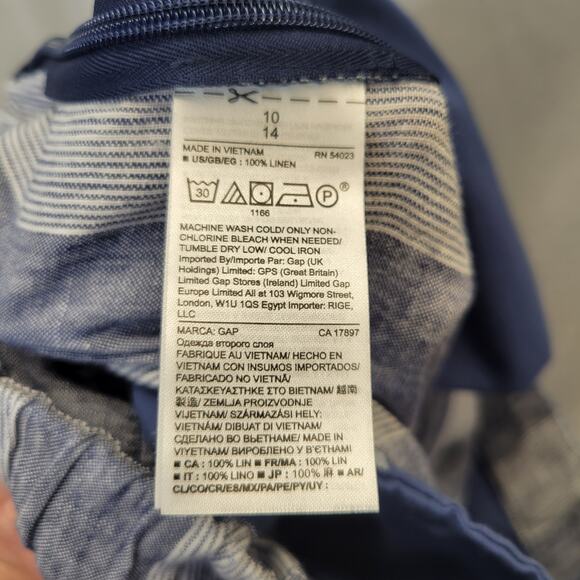 10
14
MADE IN VIETNAM RN 54023
■ US/GB/EG : 100% LINEN
30 P ®
1166
MACHINE WASH COLD/ ONLY NON-
CHLORINE BLEACH WHEN NEEDED/
TUMBLE DRY LOW/ COOL IRON
Imported By/Importe Par: Gap (UK
Holdings) Limited: GPS (Great Britain)
Limited Gap Stores (Ireland) Limited Gap
Europe Limited All at 103 Wigmore Street,
London, W1U 1QS Egypt Importer: RIGE,
LLC
MARCA: GAP CA 17897
Одежда второго слоя
FABRIQUE AU VIETNAM/ HECHO EN
VIETNAM CON INSUMOS IMPORTADOS/
FABRICADO NO VIETNÃ/
ΚΑΤΑΣΚΕΥΑΣΤΗΚΕ ΣΤΟ ΒΙΕΤΝΑΜ/ 越南
製造/ ZEMLJA PROIZVODNJE
VIJETNAM/ SZÁRMAZÁSI HELY:
VIETNÁM/ DIBUAT DI VIETNAM/
СДЕЛАНО ВО ВЬЕТНАМЕ/ MADE IN
VIYETNAM/ ВИРОБЛЕНО У В'ЄТНАМІ
■ CA : 100% LIN ■ FR/MA : 100% LIN
■ IT : 100% LINO ■ JP : 100% 麻 ■ AR/
CL/CO/CR/ES/MX/PA/PE/PY/UY :